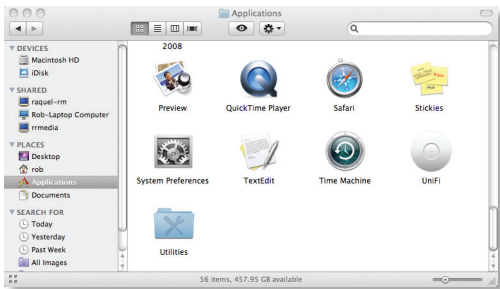 Applications
DEVICES
Macintosh HD
iDisk
SHARED
raquel-rm
Rob-Laptop Computer
rrmedia
PLACES
Desktop
rob
Applications
Documents
SEARCH FOR
Today
Yesterday
Past Week
All Images
2008
Preview
QuickTime Player
Safari
Stickies
System Preferences
TextEdit
Time Machine
UniFi
Utilities
56 items, 457.95 GB available